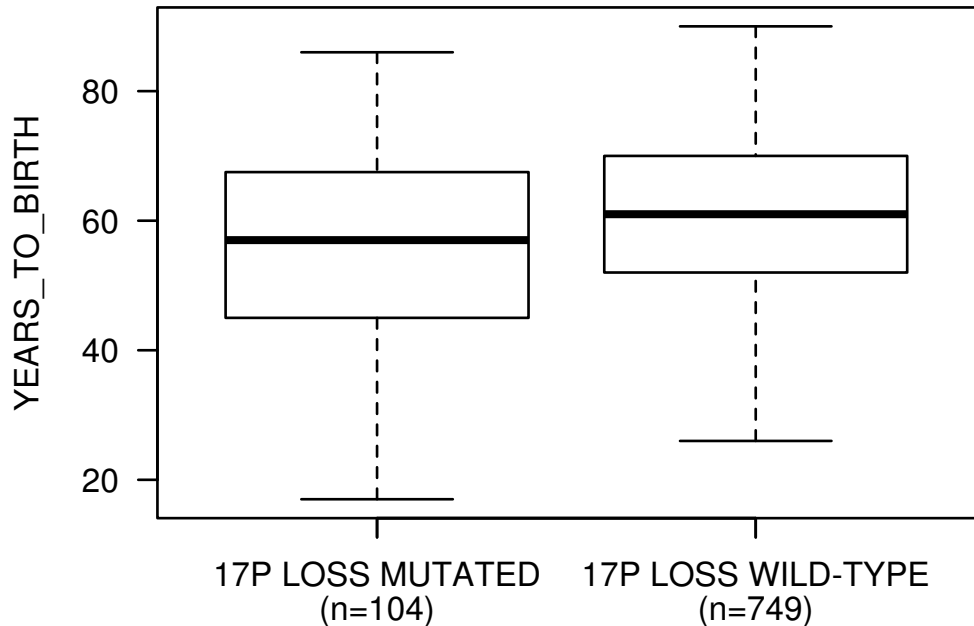 YEARS_TO_BIRTH
80
60
40
20
17P LOSS MUTATED
(n=104)
17P LOSS WILD-TYPE
(n=749)